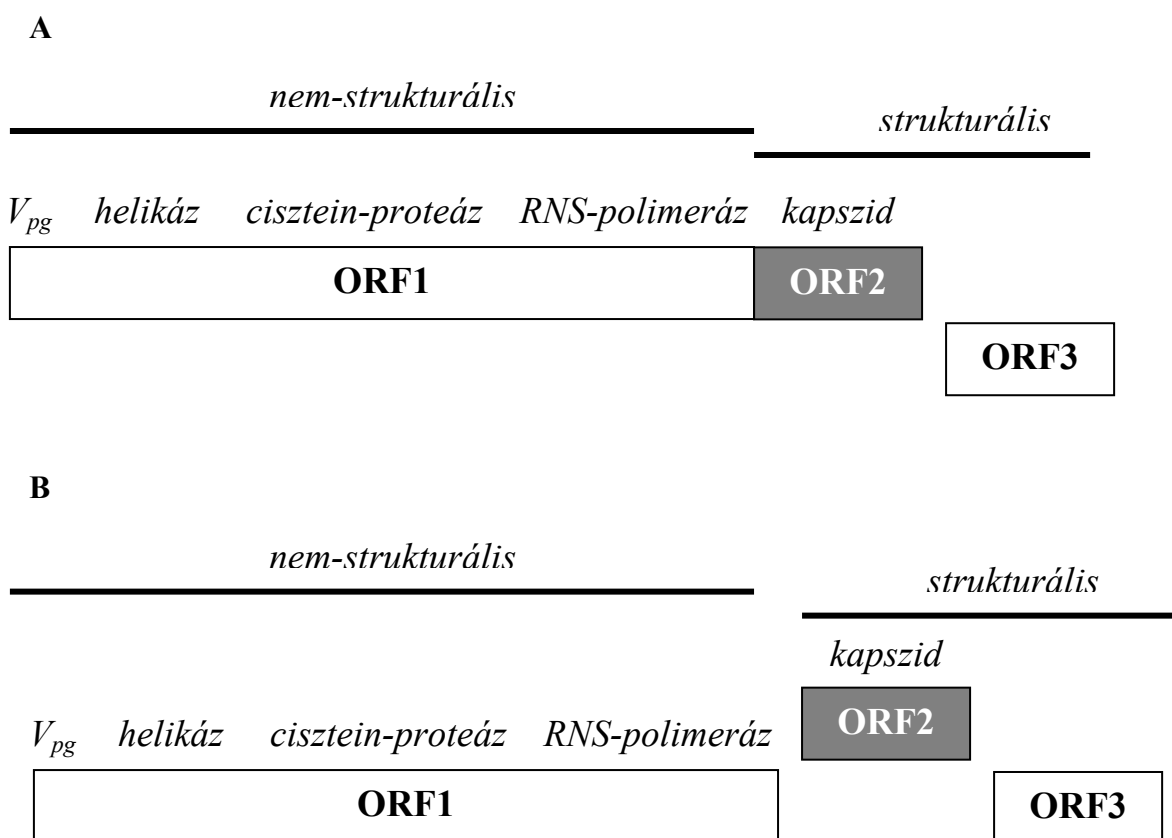 A
nem-strukturális
strukturális
Vpg helikáz cisztein-proteáz RNS-polimeráz kapszid
ORF1 ORF2
ORF3
B
nem-strukturális
strukturális
kapszid
ORF2
Vpg helikáz cisztein-proteáz RNS-polimeráz
ORF1 ORF3